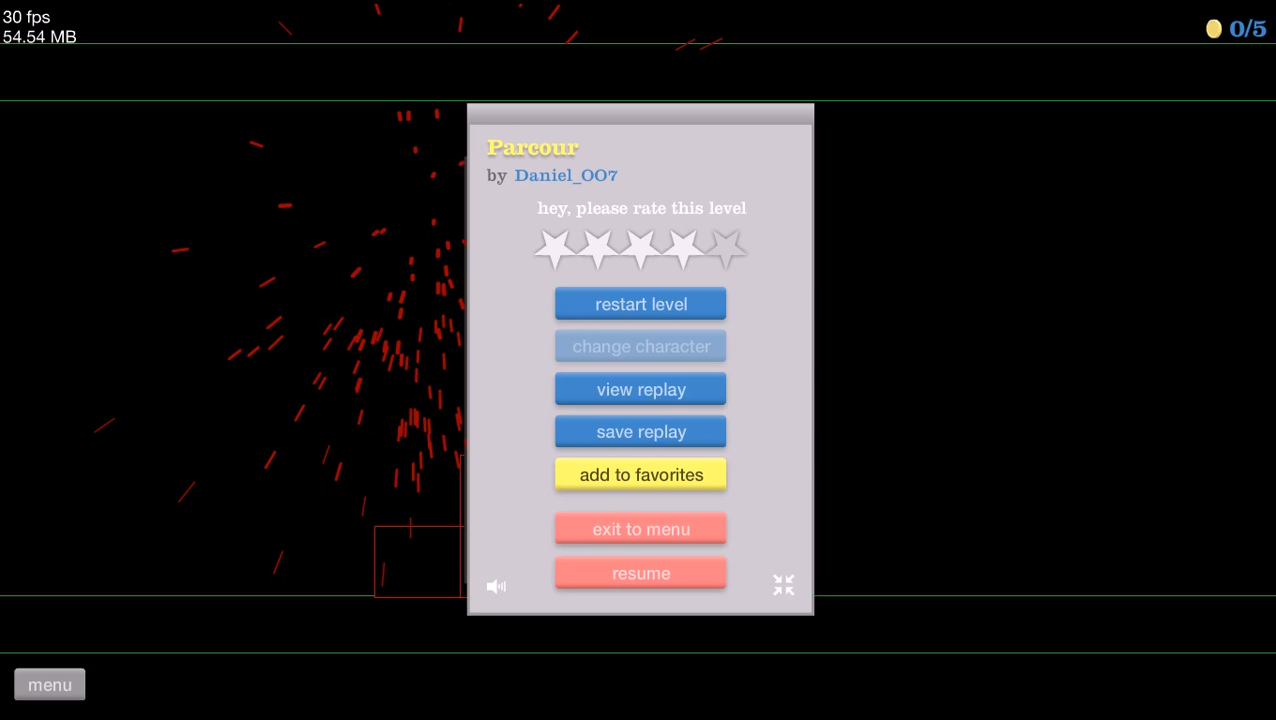 30 fps
54.54 MB
0/5
Parcour
by Daniel_OO7
hey, please rate this level
restart level
change character
view replay
save replay
add to favorites
exit to menu
resume
menu